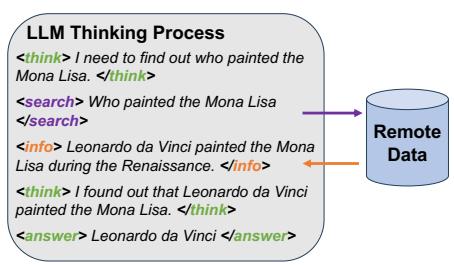 LLM Thinking Process
<think> I need to find out who painted the
Mona Lisa. </think>
<search> Who painted the Mona Lisa
</search>
<info> Leonardo da Vinci painted the Mona
Lisa during the Renaissance. </info>
<think> I found out that Leonardo da Vinci
painted the Mona Lisa. </think>
<answer> Leonardo da Vinci </answer>
Remote
Data